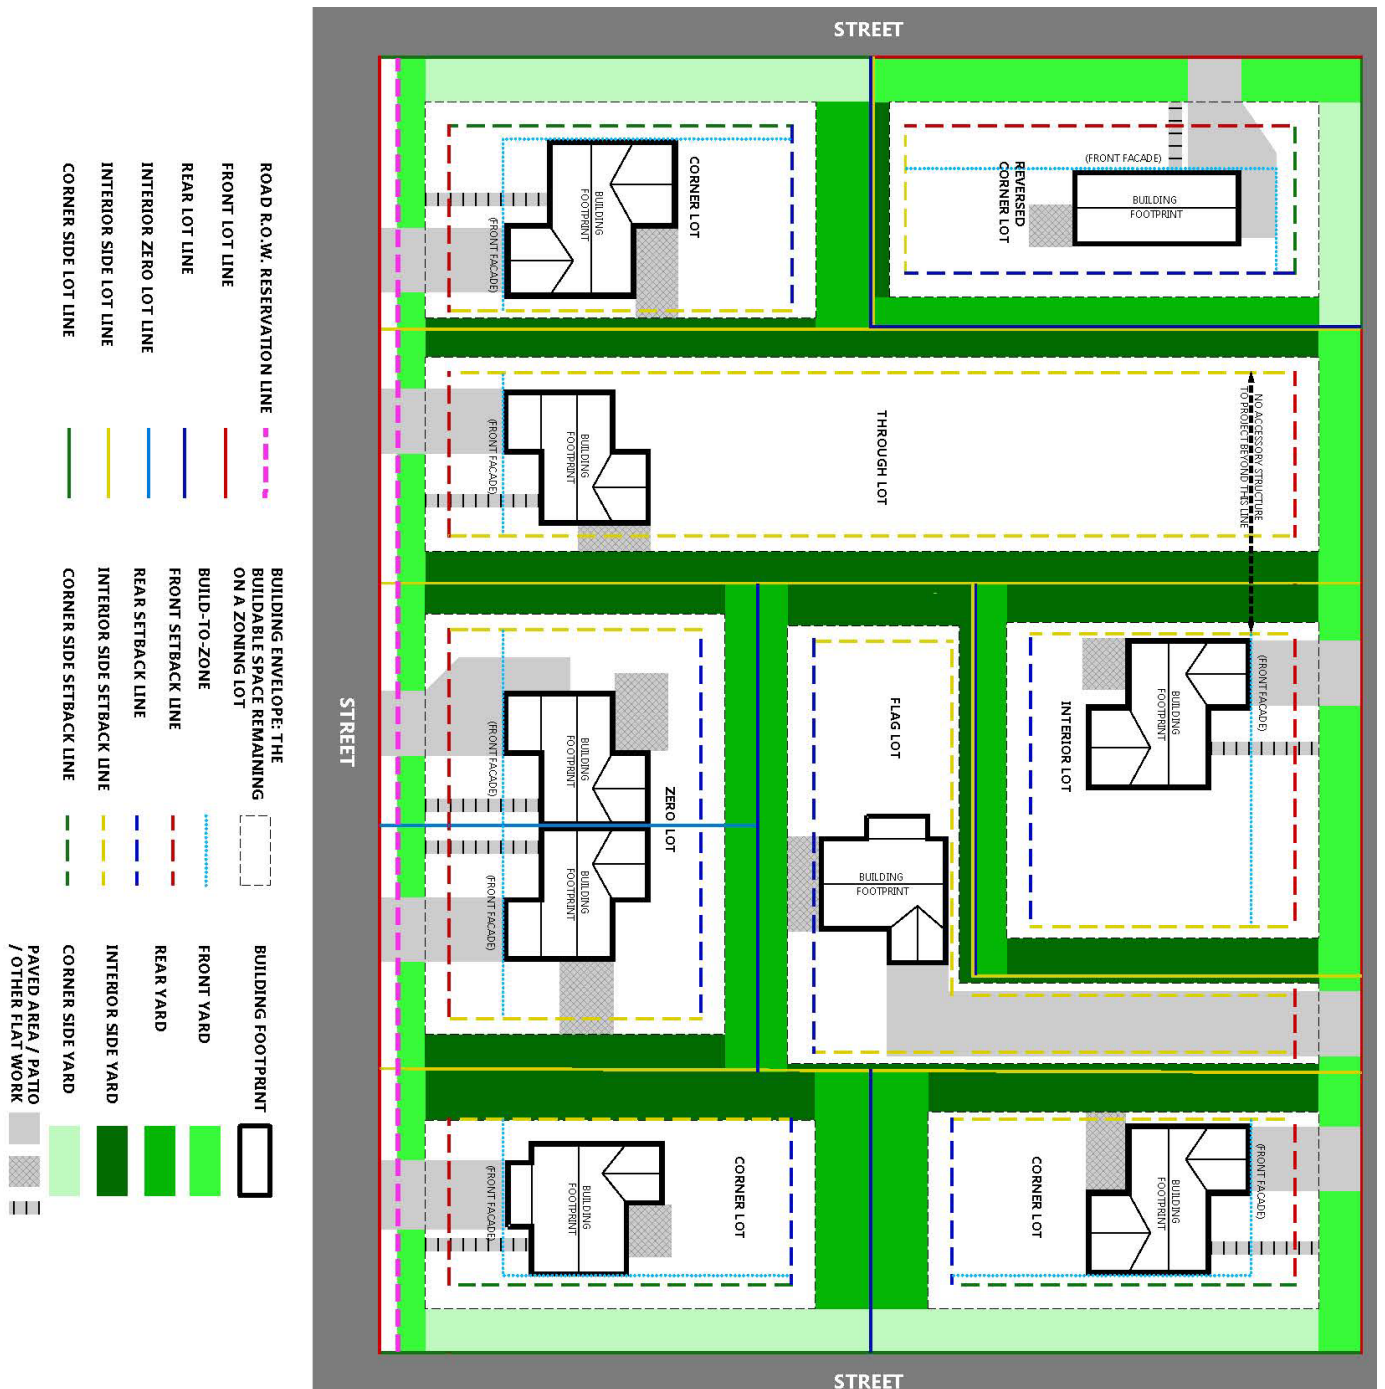 STREET
CORNER LOT
BUILDING
FOOTPRINT
(FRONT FACADE)
REVERSED
CORNER LOT
(FRONT FACADE)
BUILDING
FOOTPRINT
THROUGH LOT
BUILDING
FOOTPRINT
(FRONT FACADE)
NO ACCESSORY STRUCTURE
TO PROJECT BEYOND THIS LINE
STREET
ZERO LOT
BUILDING
FOOTPRINT
(FRONT FACADE)
BUILDING
FOOTPRINT
(FRONT FACADE)
FLAG LOT
BUILDING
FOOTPRINT
INTERIOR LOT
BUILDING
FOOTPRINT
(FRONT FACADE)
CORNER LOT
BUILDING
FOOTPRINT
(FRONT FACADE)
CORNER LOT
BUILDING
FOOTPRINT
(FRONT FACADE)
STREET
ROAD R.O.W. RESERVATION LINE
FRONT LOT LINE
REAR LOT LINE
INTERIOR ZERO LOT LINE
INTERIOR SIDE LOT LINE
CORNER SIDE LOT LINE
BUILDING ENVELOPE: THE
BUILDABLE SPACE REMAINING
ON A ZONING LOT
BUILD-TO-ZONE
FRONT SETBACK LINE
REAR SETBACK LINE
INTERIOR SIDE SETBACK LINE
CORNER SIDE SETBACK LINE
BUILDING FOOTPRINT
FRONT YARD
REAR YARD
INTERIOR SIDE YARD
CORNER SIDE YARD
PAVED AREA / PATIO
/ OTHER FLAT WORK